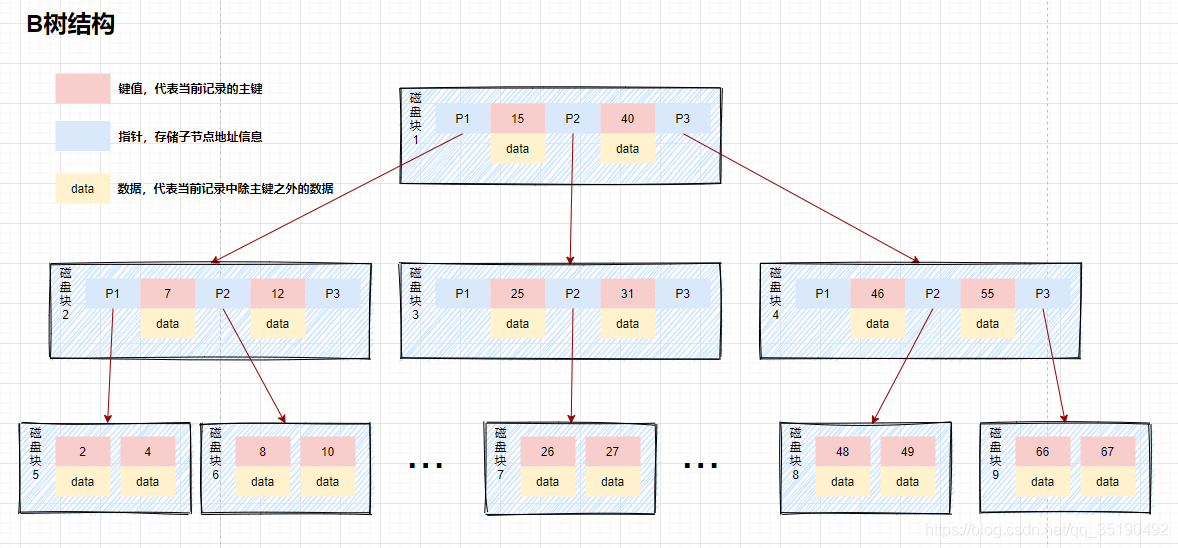 B树结构
键值，代表当前记录的主键
指针，存储子节点地址信息
data 数据，代表当前记录中除主键之外的数据
磁盘块1
P1 15 P2 40 P3
data data
磁盘块2
P1 7 P2 12 P3
data data
磁盘块3
P1 25 P2 31 P3
data data
磁盘块4
P1 46 P2 55 P3
data data
磁盘块5
2 4
data data
磁盘块6
8 10
data data
...
磁盘块7
26 27
data data
...
磁盘块8
48 49
data data
磁盘块9
66 67
data data
https://blog.csdn.net/qq_35190492